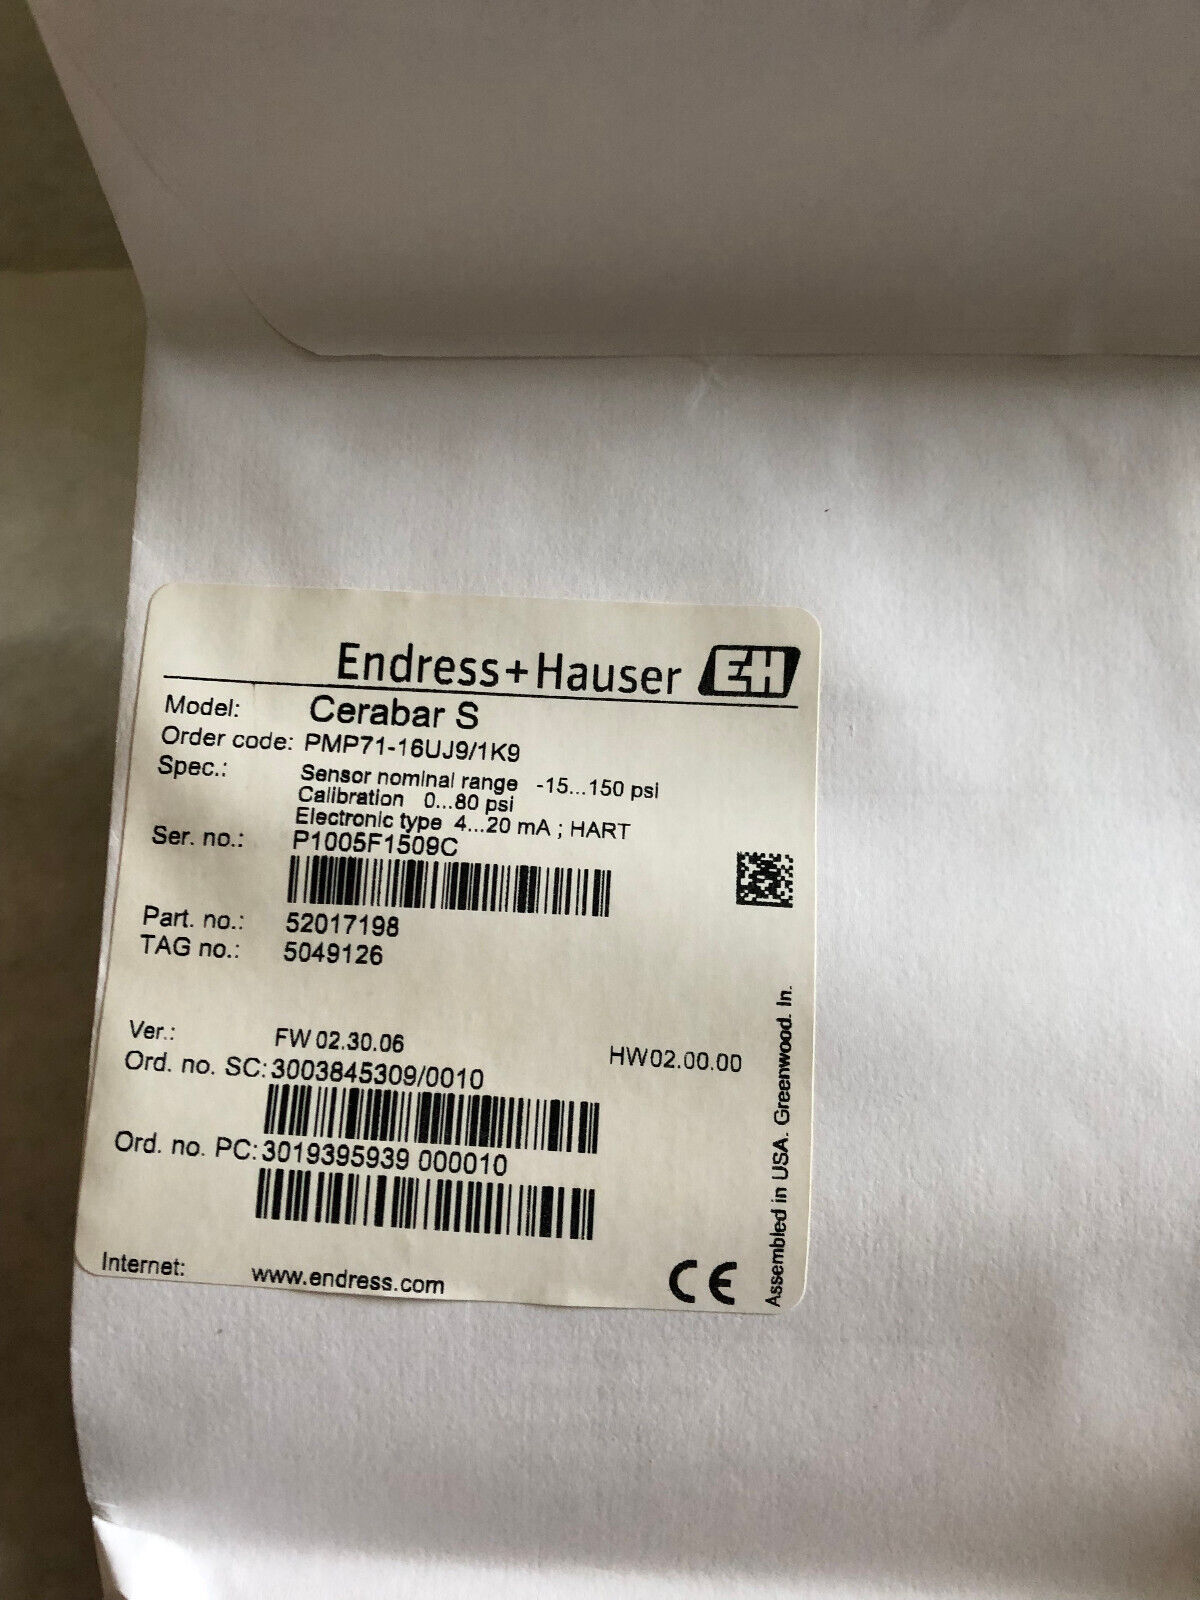 Endress+Hauser EH
Model: Cerabar S
Order code: PMP71-16UJ9/1K9
Spec.: Sensor nominal range -15...150 psi
Calibration 0...80 psi
Electronic type 4...20 mA ; HART
Ser. no.: P1005F1509C
Part. no.: 52017198
TAG no.: 5049126
Ver.: FW 02.30.06 HW02.00.00
Ord. no. SC: 3003845309/0010
Ord. no. PC: 3019395939 000010
Internet: www.endress.com CE
Assembled in USA. Greenwood. In.